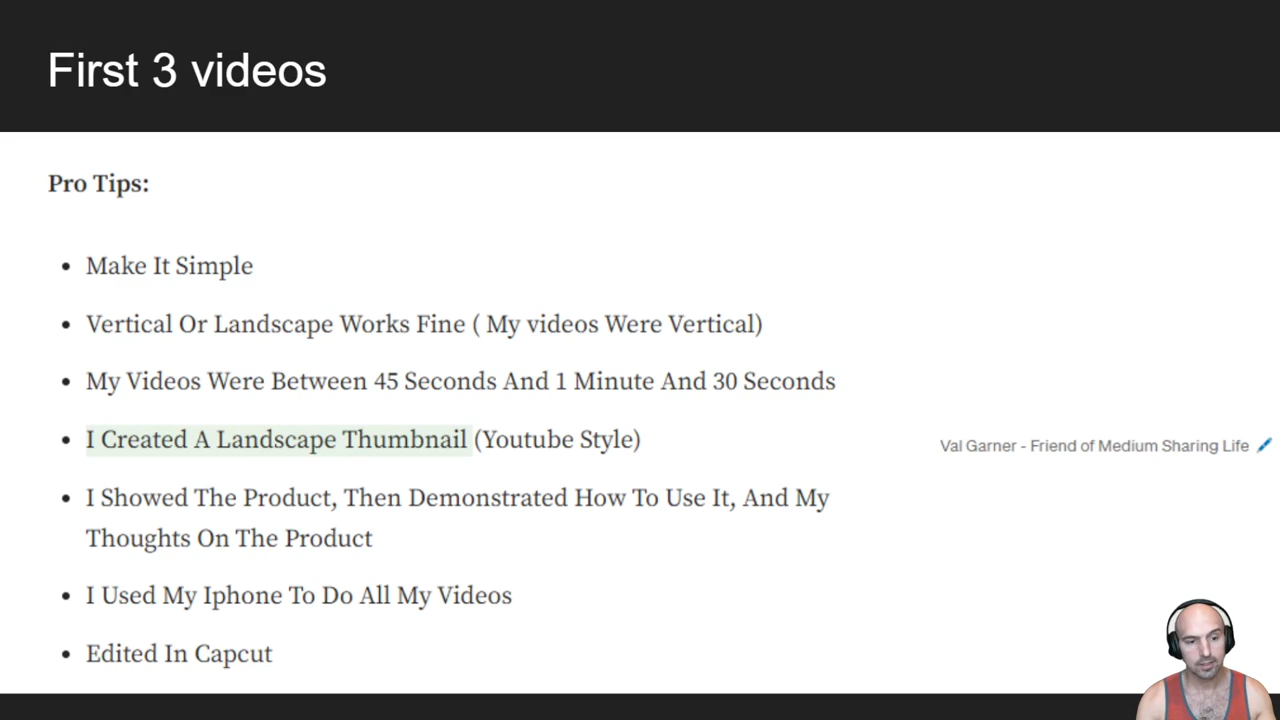 First 3 videos
Pro Tips:
• Make It Simple
• Vertical Or Landscape Works Fine ( My videos Were Vertical)
• My Videos Were Between 45 Seconds And 1 Minute And 30 Seconds
• I Created A Landscape Thumbnail (Youtube Style)
Val Garner - Friend of Medium Sharing Life
• I Showed The Product, Then Demonstrated How To Use It, And My
Thoughts On The Product
• I Used My Iphone To Do All My Videos
• Edited In Capcut